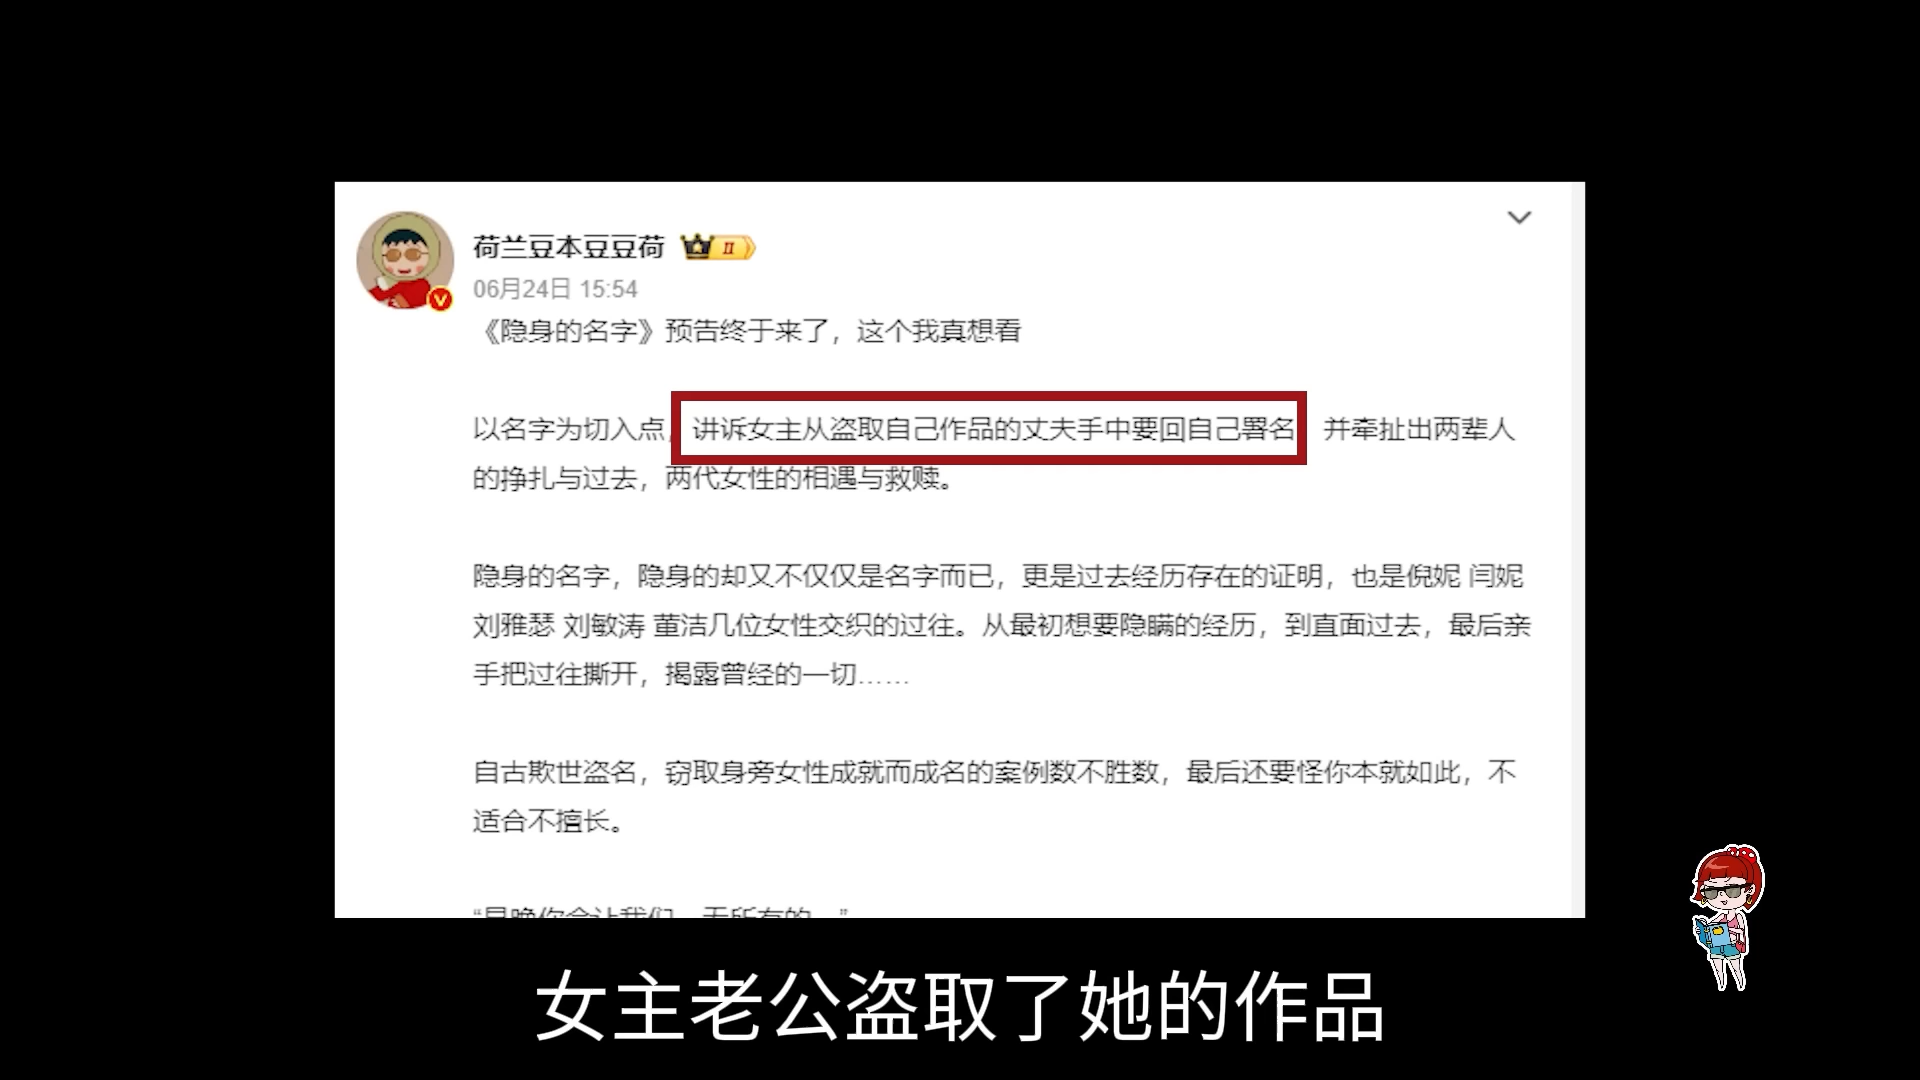 荷兰豆本豆豆荷
II
V
06月24日 15:54
《隐身的名字》预告终于来了，这个我真想看
以名字为切入点，讲诉女主从盗取自己作品的丈夫手中要回自己署名 并牵扯出两辈人
的挣扎与过去，两代女性的相遇与救赎。
隐身的名字，隐身的却又不仅仅是名字而已，更是过去经历存在的证明，也是倪妮 闫妮
刘雅瑟 刘敏涛 董洁几位女性交织的过往。从最初想要隐瞒的经历，到直面过去，最后亲
手把过往撕开，揭露曾经的一切……
自古欺世盗名，窃取身旁女性成就而成名的案例数不胜数，最后还要怪你本就如此，不
适合不擅长。
女主老公盗取了她的作品